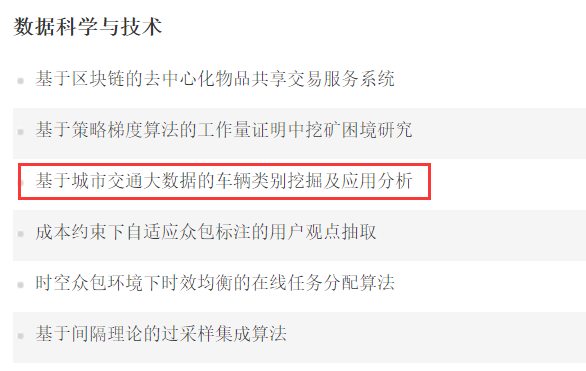 数据科学与技术
基于区块链的去中心化物品共享交易服务系统
基于策略梯度算法的工作量证明中挖矿困境研究
基于城市交通大数据的车辆类别挖掘及应用分析
成本约束下自适应众包标注的用户观点抽取
时空众包环境下时效均衡的在线任务分配算法
基于间隔理论的过采样集成算法